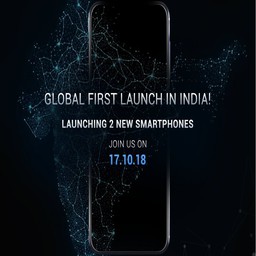 GLOBAL FIRST LAUNCH IN INDIA!
LAUNCHING 2 NEW SMARTPHONES
JOIN US ON
17.10.18